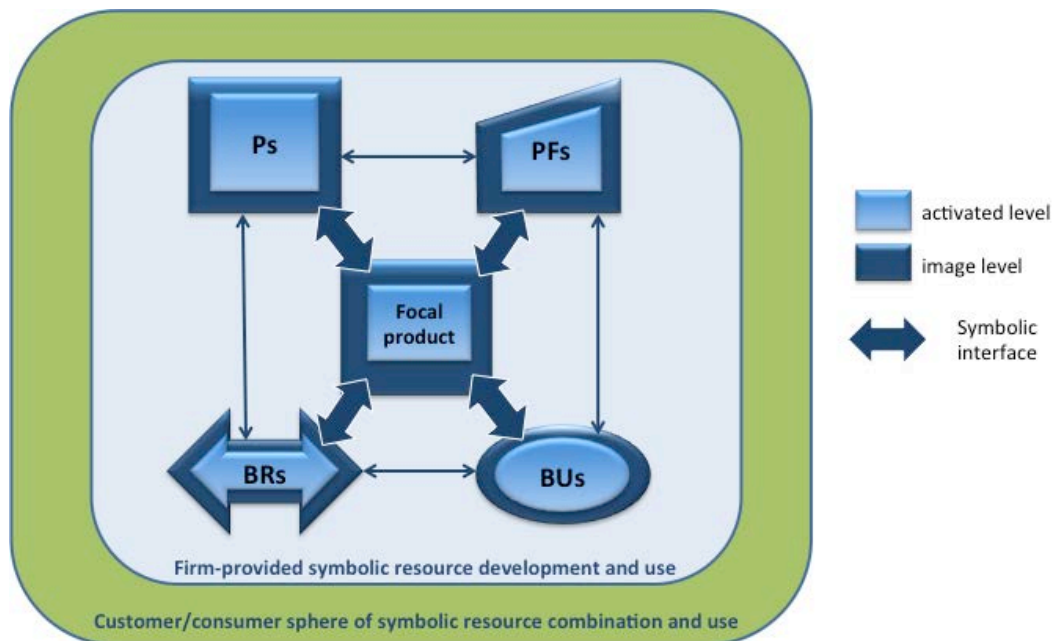 Ps
PFs
Focal
product
BRs
BUs
Firm-provided symbolic resource development and use
Customer/consumer sphere of symbolic resource combination and use
activated level
image level
Symbolic
interface